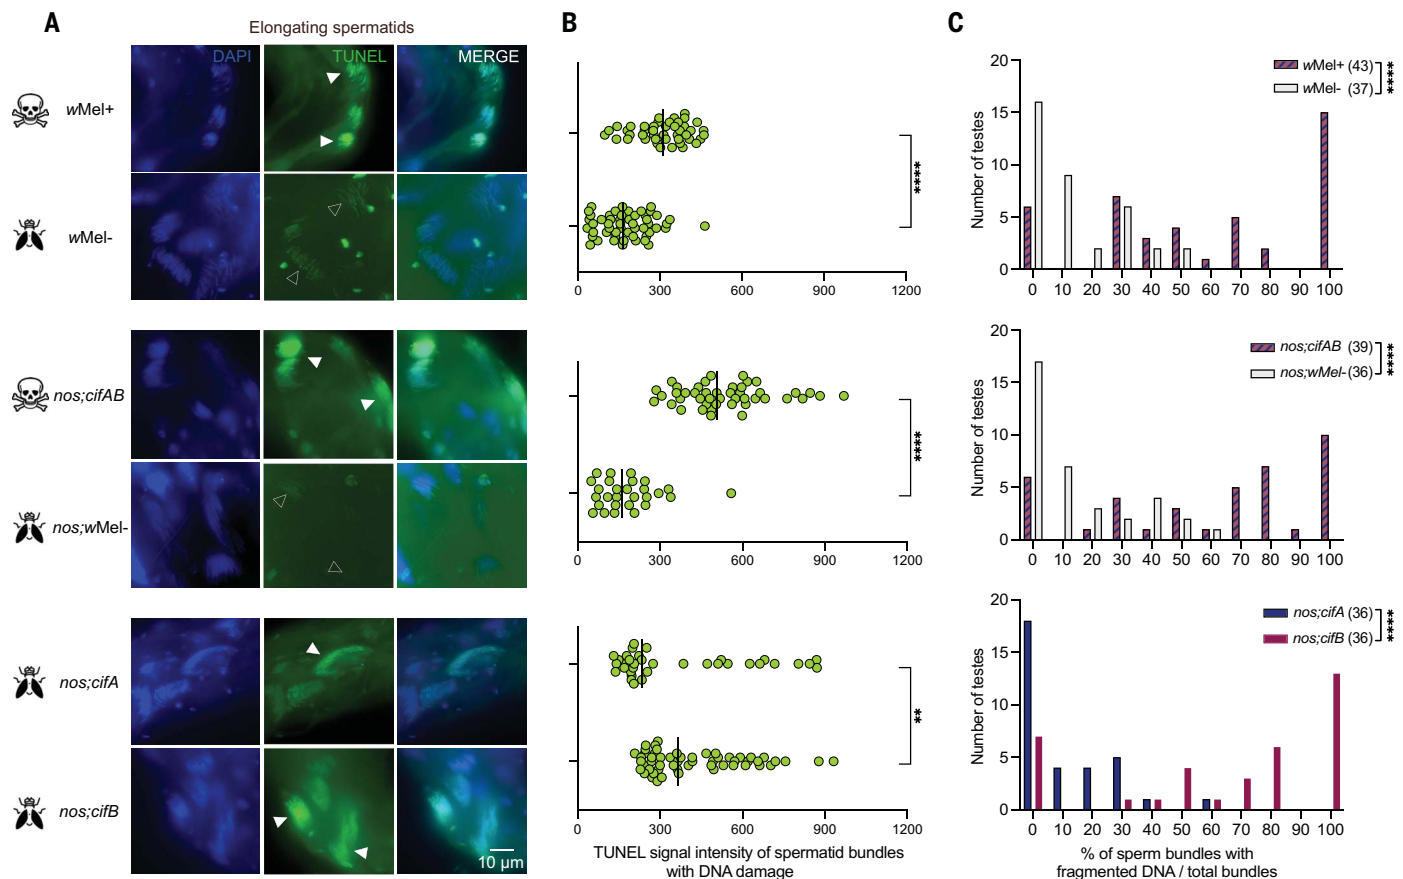 A
B
C
Elongating spermatids
DAPI
TUNEL
MERGE
wMel+
wMel-
nos;cifAB
nos;wMel-
nos;cifA
nos;cifB
10 µm
****
0 300 600 900 1200
****
0 300 600 900 1200
**
0 300 600 900 1200
TUNEL signal intensity of spermatid bundles
with DNA damage
20
15
10
5
0
Number of testes
wMel+ (43)
wMel- (37)
****
0 10 20 30 40 50 60 70 80 90 100
20
15
10
5
0
Number of testes
nos;cifAB (39)
nos;wMel- (36)
****
0 10 20 30 40 50 60 70 80 90 100
20
15
10
5
0
Number of testes
nos;cifA (36)
nos;cifB (36)
****
0 10 20 30 40 50 60 70 80 90 100
% of sperm bundles with
fragmented DNA / total bundles